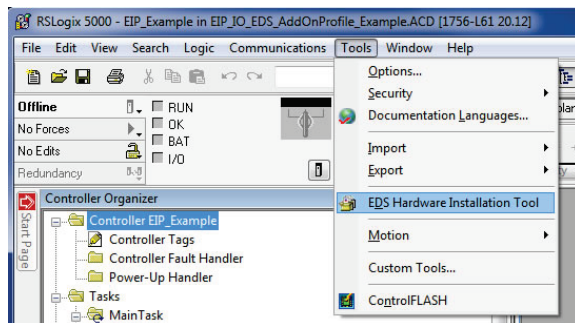 RSLogix 5000 - EIP_Example in EIP_IO_EDS_AddOnProfile_Example.ACD [1756-L61 20.12]
File Edit View Search Logic Communications Tools Window Help
Options...
Security
Documentation Languages...
Import
Export
EDS Hardware Installation Tool
Motion
Custom Tools...
ControlFLASH
Offline
RUN
No Forces
OK
No Edits
BAT
Redundancy
I/O
Start Page
Controller Organizer
Controller EIP_Example
Controller Tags
Controller Fault Handler
Power-Up Handler
Tasks
MainTask